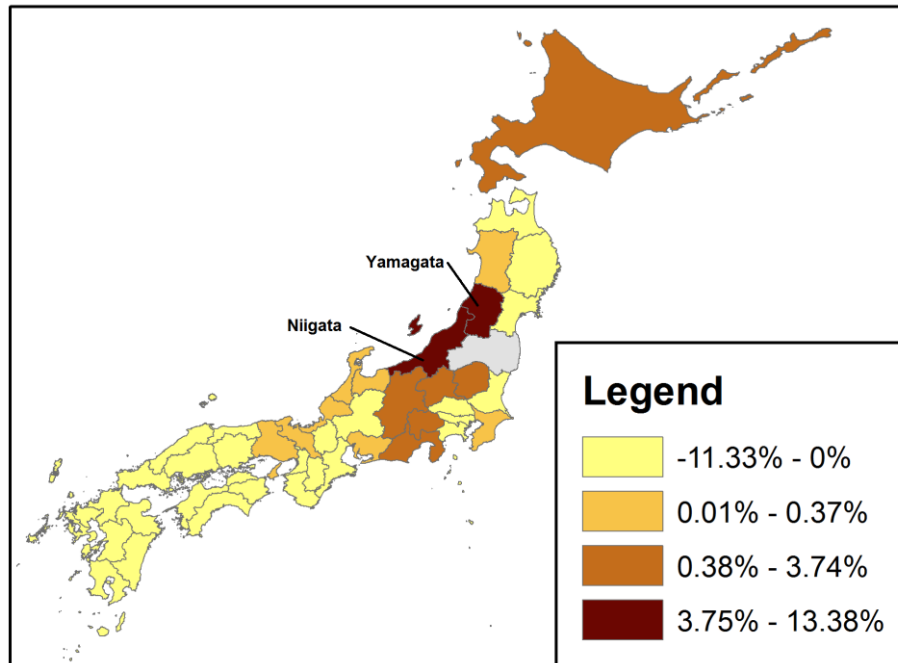 Yamagata
Niigata
Legend
-11.33% - 0%
0.01% - 0.37%
0.38% - 3.74%
3.75% - 13.38%